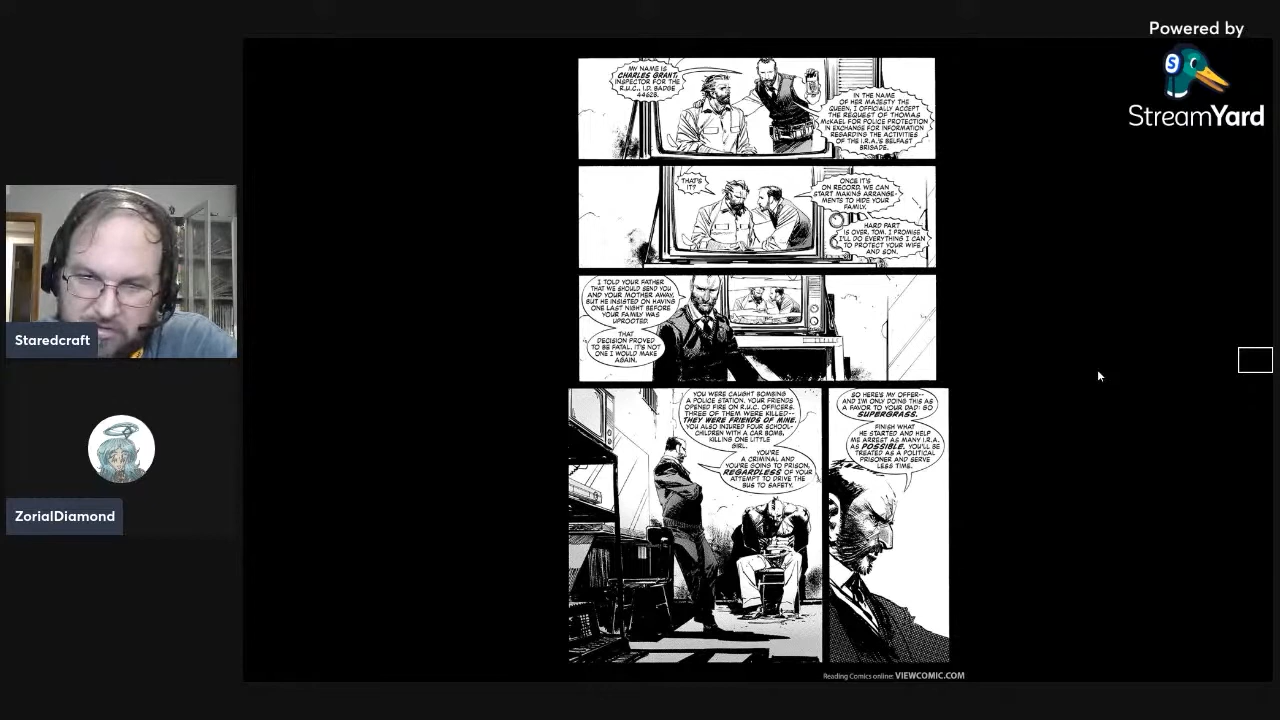 Powered by
StreamYard
Staredcraft
ZorialDiamond
MY NAME IS
CHARLES GRANT,
INSPECTOR FOR THE
R.U.C., I.D. BADGE
44628.
IN THE NAME
OF HER MAJESTY THE
QUEEN, I OFFICIALLY ACCEPT
THE REQUEST OF THOMAS
McKAEL FOR POLICE PROTECTION
IN EXCHANGE FOR INFORMATION
REGARDING THE ACTIVITIES
OF THE I.R.A.'S BELFAST
BRIGADE.
THAT'S
IT?
ONCE IT'S
ON RECORD, WE CAN
START MAKING ARRANGE-
MENTS TO HIDE YOUR
FAMILY.
HARD PART
IS OVER, TOM. I PROMISE
I'LL DO EVERYTHING I CAN
TO PROTECT YOUR WIFE
AND SON.
I TOLD YOUR FATHER
THAT WE SHOULD SEND YOU
AND YOUR MOTHER AWAY,
BUT HE INSISTED ON HAVING
ONE LAST NIGHT BEFORE
YOUR FAMILY WAS
UPROOTED.
THAT
DECISION PROVED
TO BE FATAL. IT'S NOT
ONE I WOULD MAKE
AGAIN.
YOU WERE CAUGHT BOMBING
A POLICE STATION. YOUR FRIENDS
OPENED FIRE ON R.U.C. OFFICERS.
THREE OF THEM WERE KILLED--
THEY WERE FRIENDS OF MINE.
YOU ALSO INJURED FOUR SCHOOL-
CHILDREN WITH A CAR BOMB,
KILLING ONE LITTLE
GIRL.
YOU'RE
A CRIMINAL AND
YOU'RE GOING TO PRISON,
REGARDLESS OF YOUR
ATTEMPT TO DRIVE THE
BUS TO SAFETY.
SO HERE'S MY OFFER--
AND I'M ONLY DOING THIS AS
A FAVOR TO YOUR DAD: GO
SUPERGRASS.
FINISH WHAT
HE STARTED AND HELP
ME ARREST AS MANY I.R.A.
AS POSSIBLE. YOU'LL BE
TREATED AS A POLITICAL
PRISONER AND SERVE
LESS TIME.
Reading Comics online: VIEWCOMIC.COM